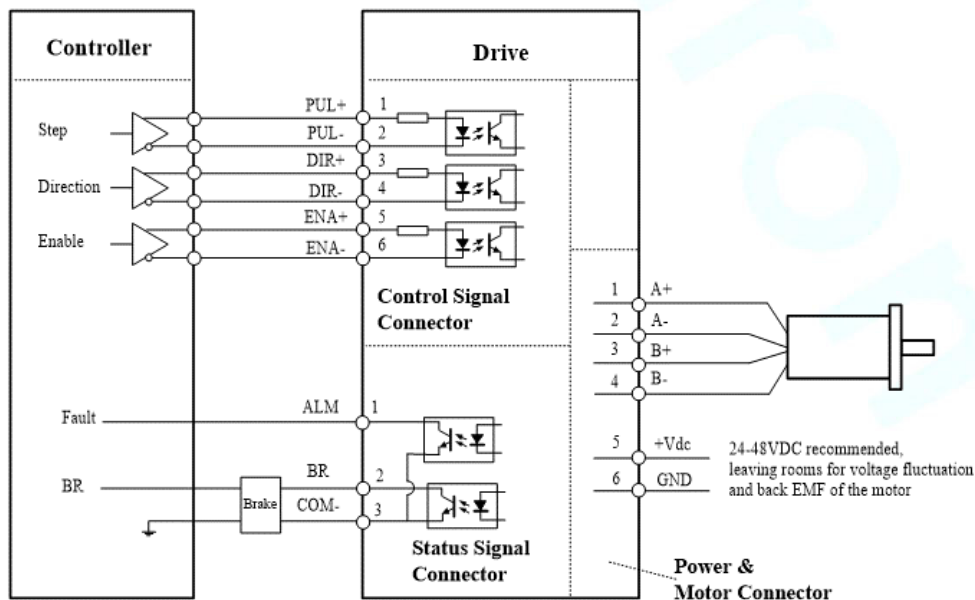 Controller
Drive
Step
PUL+ 1
PUL- 2
Direction
DIR+ 3
DIR- 4
Enable
ENA+ 5
ENA- 6
Control Signal
Connector
1 A+
2 A-
3 B+
4 B-
5 +Vdc
6 GND
24-48VDC recommended,
leaving rooms for voltage fluctuation
and back EMF of the motor
Fault
ALM 1
BR
BR 2
Brake
COM- 3
Status Signal
Connector
Power &
Motor Connector